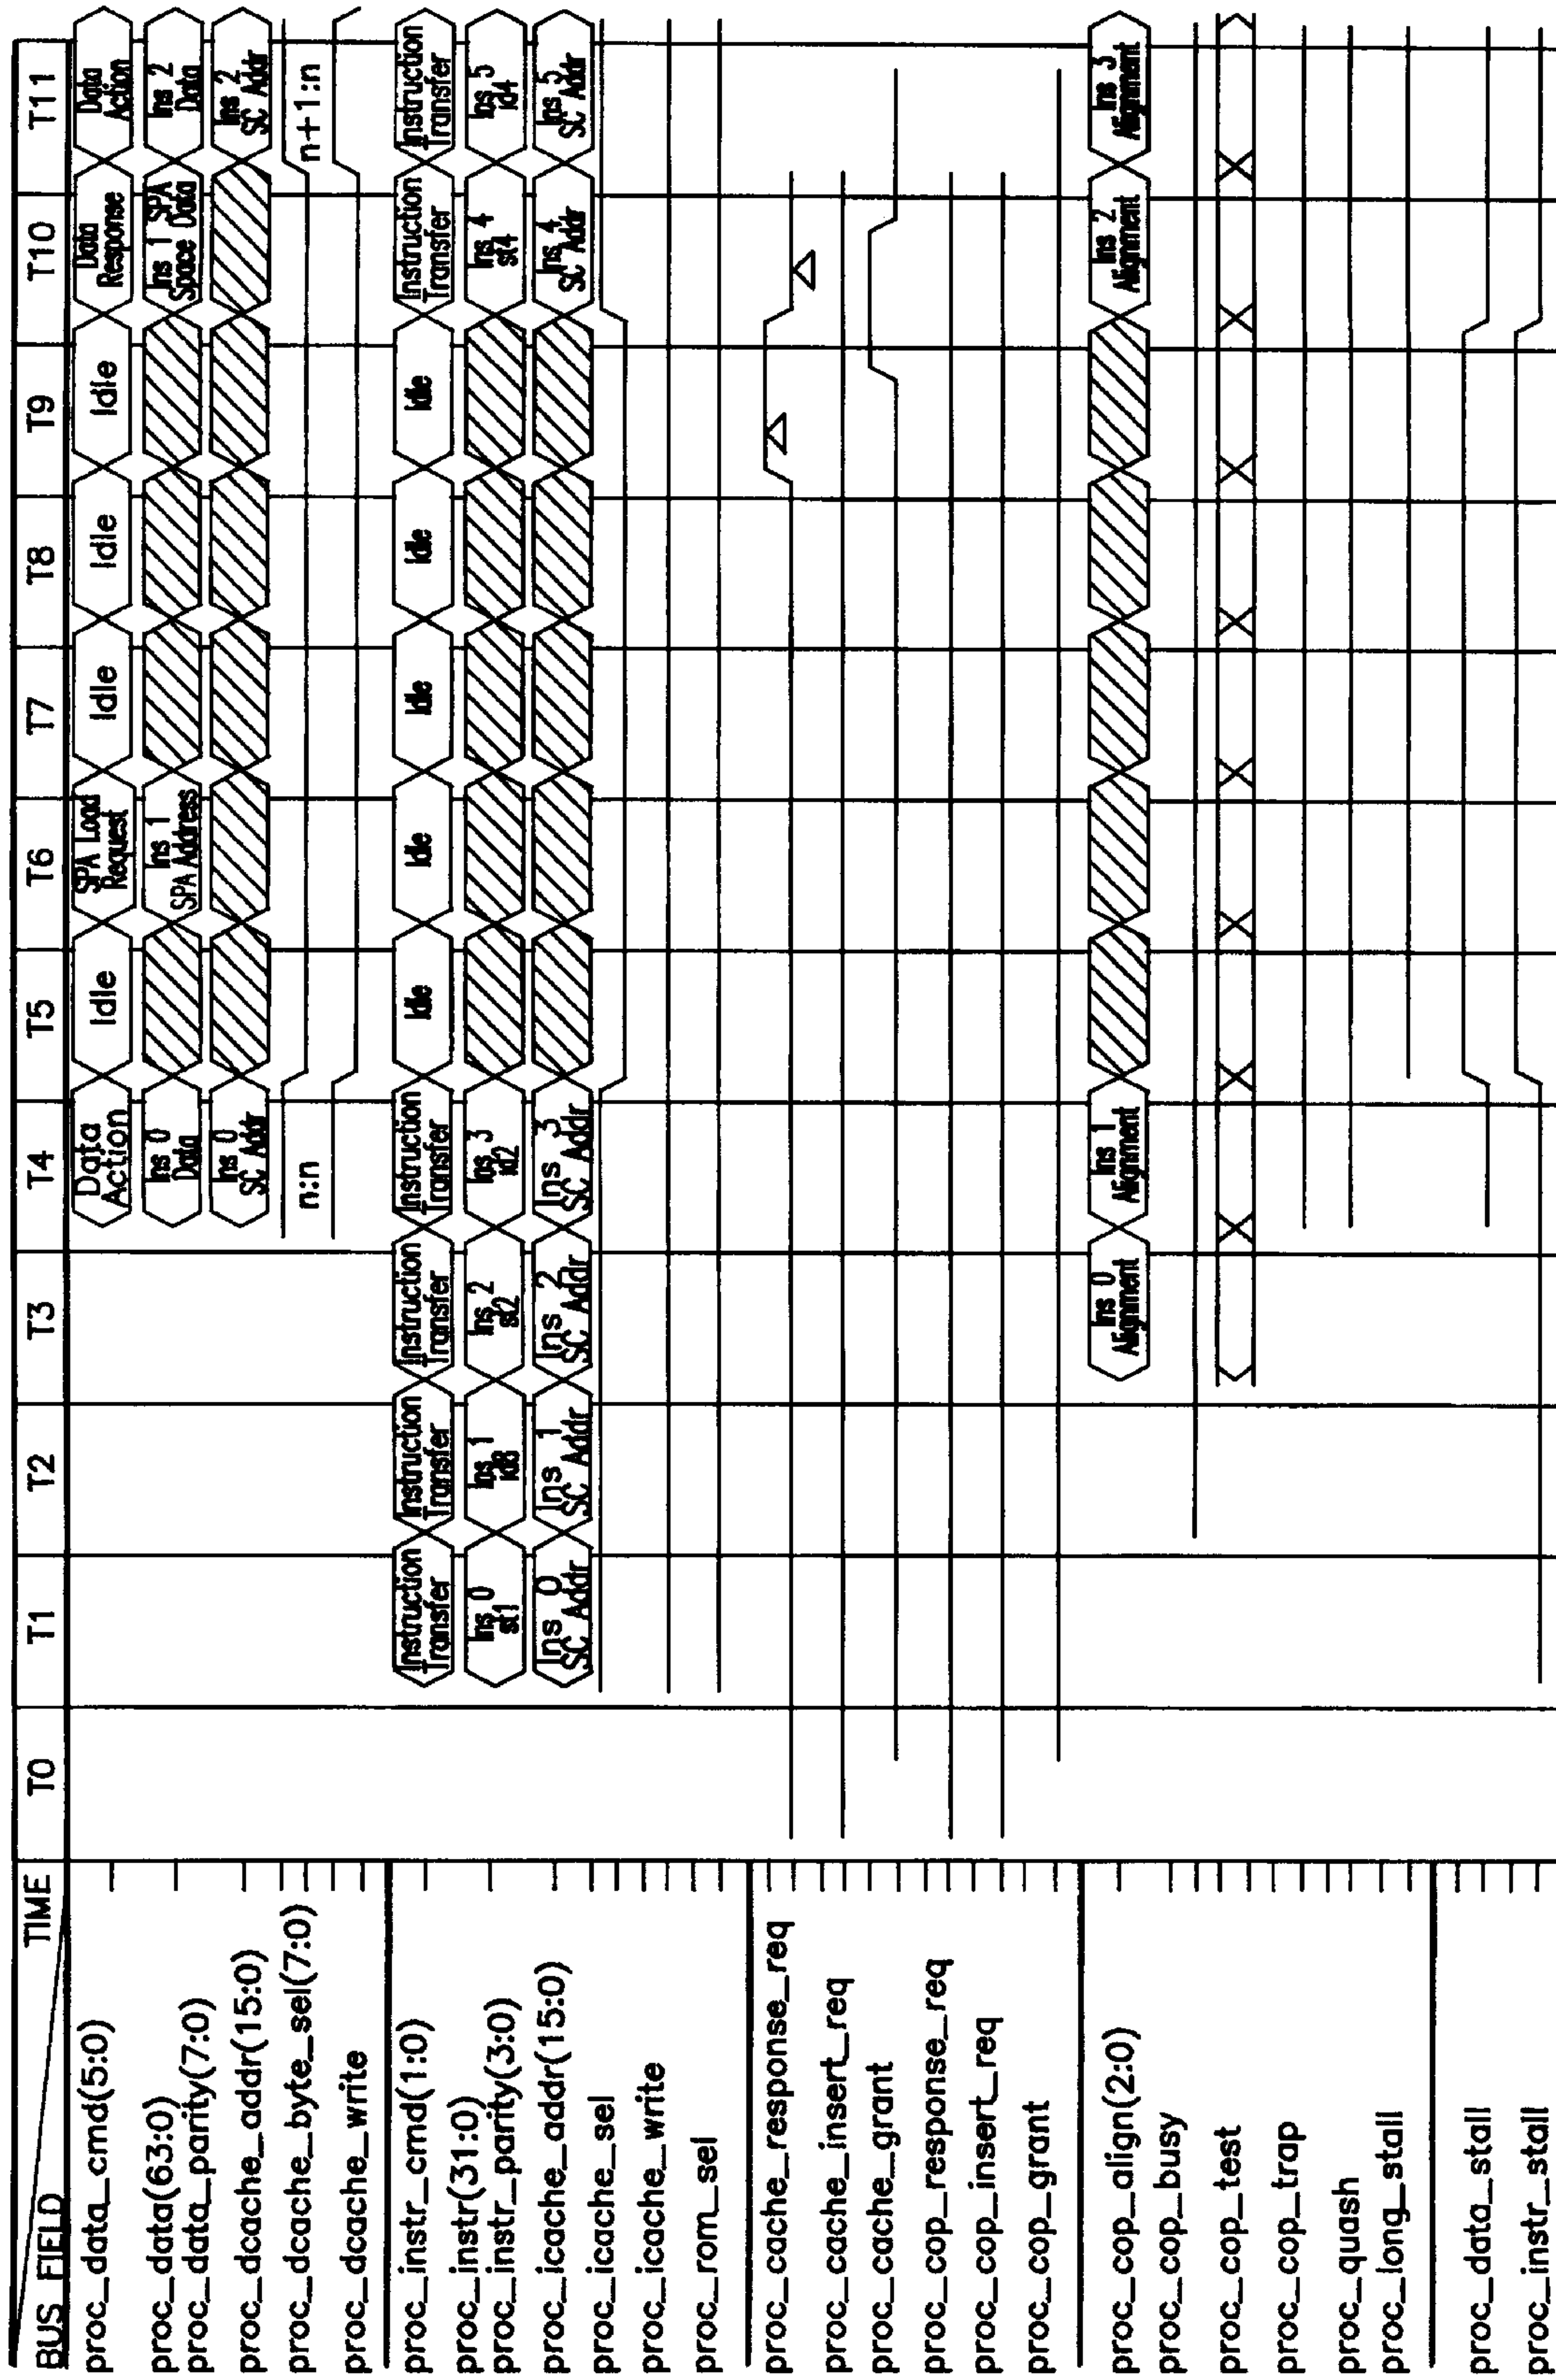 BUS FIELD TIME T0 T1 T2 T3 T4 T5 T6 T7 T8 T9 T10 T11
proc_data_cmd(5:0) Data Action Idle SPA Load Request Idle Idle Idle Data Response Data Action
proc_data(63:0)
proc_data_parity(7:0) Ins 0 Data Ins 1 SPA Address Ins 1 SPA Space Data Ins 2 Data
proc_dcache_addr(15:0) Ins 0 SC Addr Ins 2 SC Addr
proc_dcache_byte_sel(7:0) n:n n+1:n
proc_dcache_write
proc_instr_cmd(1:0) Instruction Transfer Instruction Transfer Instruction Transfer Instruction Transfer Idle Idle Idle Idle Idle Instruction Transfer Instruction Transfer
proc_instr(31:0)
proc_instr_parity(3:0) Ins 0 st1 Ins 1 ld8 Ins 2 st2 Ins 3 ld2 Ins 4 st4 Ins 5 ld4
proc_icache_addr(15:0) Ins 0 SC Addr Ins 1 SC Addr Ins 2 SC Addr Ins 3 SC Addr Ins 4 SC Addr Ins 5 SC Addr
proc_icache_sel
proc_icache_write
proc_rom_sel
proc_cache_response_req
proc_cache_insert_req
proc_cache_grant
proc_cop_response_req
proc_cop_insert_req
proc_cop_grant
proc_cop_align(2:0) Ins 0 Alignment Ins 1 Alignment Ins 2 Alignment Ins 3 Alignment
proc_cop_busy
proc_cop_test
proc_cop_trap
proc_quash
proc_long_stall
proc_data_stall
proc_instr_stall